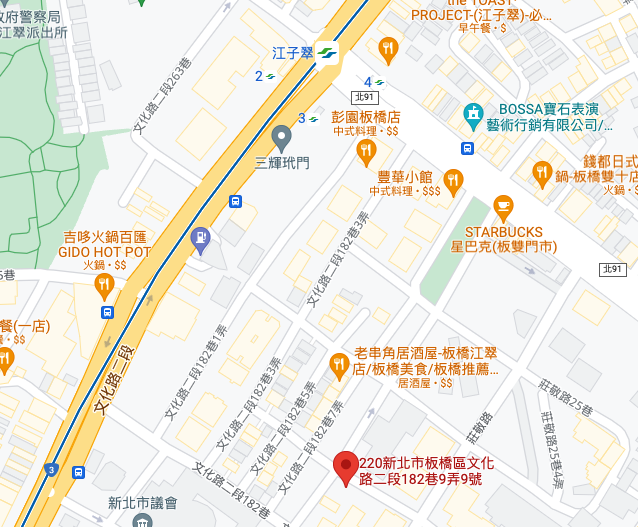 政府警察局
江翠派出所
the TOAST
PROJECT-(江子翠)-必…
早午餐・$
江子翠
2
4
3
北91
文化路二段263巷
彭園板橋店
中式料理・$$
BOSSA寶石表演
藝術行銷有限公司/…
三輝玳門
豐華小館
中式料理・$$$
錢都日式
鍋-板橋雙十店
火鍋・$
STARBUCKS
星巴克(板雙門市)
北91
吉哆火鍋百匯
GIDO HOT POT
火鍋・$$
6巷
文化路二段182巷3弄
餐(一店)
・$$
文化路二段
文化路二段182巷1弄
老串角居酒屋-板橋江翠
店/板橋美食/板橋推薦…
居酒屋・$$
文化路二段182巷3弄
文化路二段182巷5弄
文化路二段182巷7弄
莊敬路25巷
莊敬路
莊敬路25巷4弄
220新北市板橋區文化
路二段182巷9弄9號
3
文化路二段182巷
新北市議會